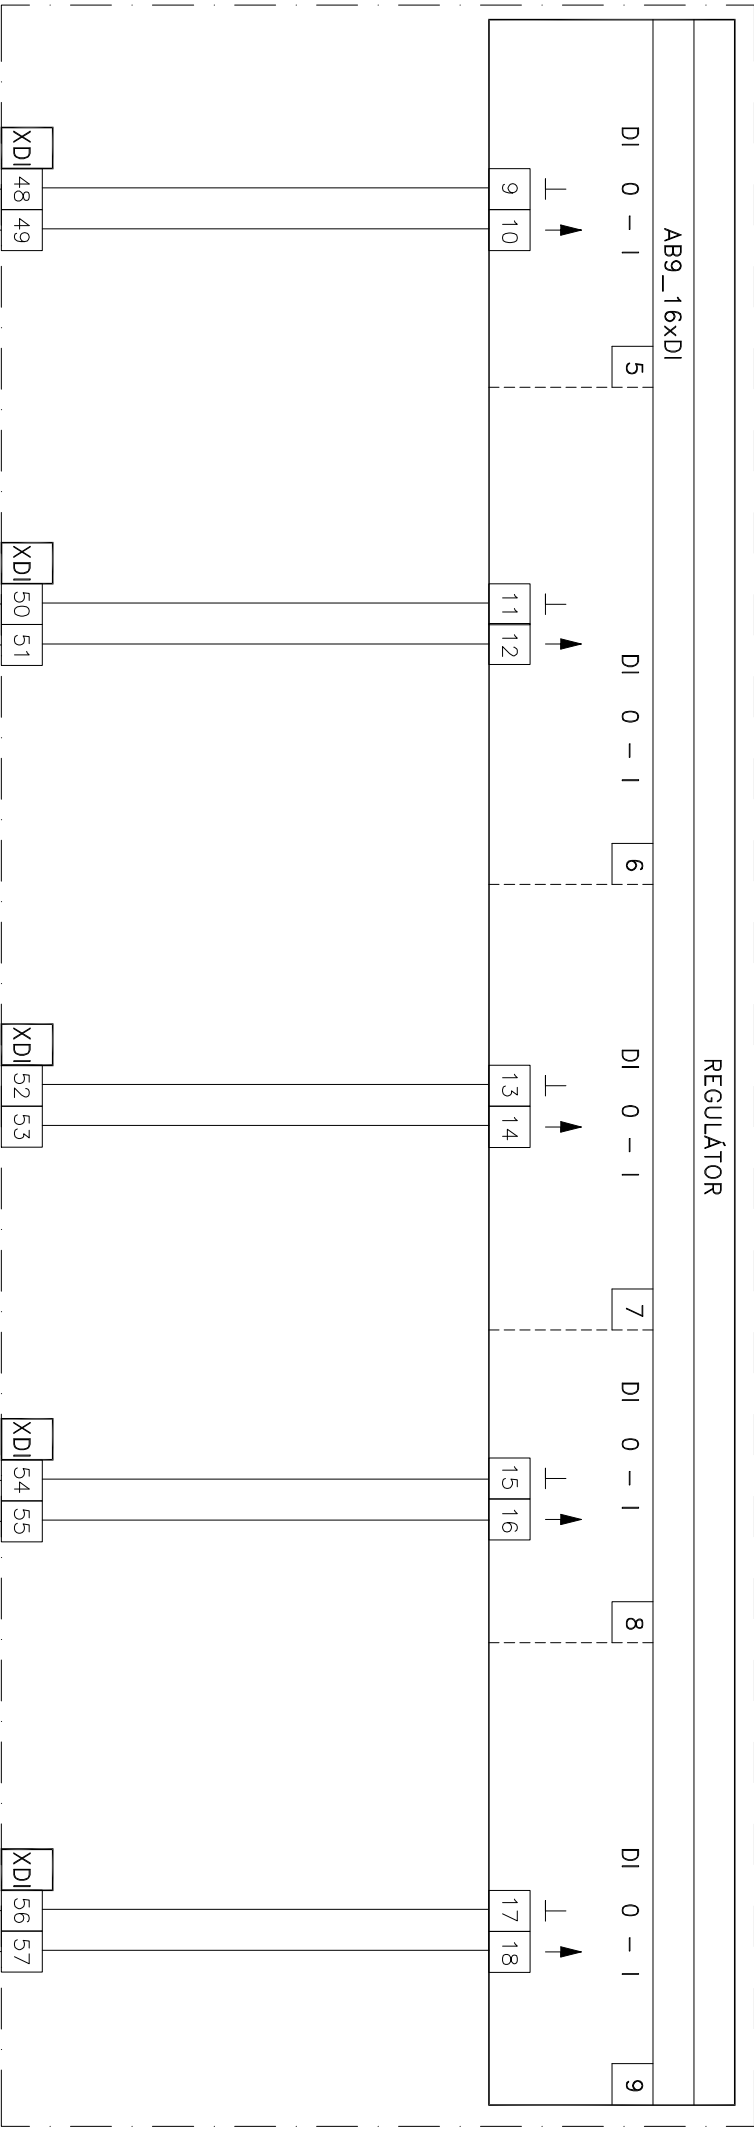 REGULÁTOR
AB9_16xDI
DI 0 – I
DI 0 – I
DI 0 – I
DI 0 – I
DI 0 – I
5 6 7 8 9
9 10 11 12 13 14 15 16 17 18
XDI 48 49 XDI 50 51 XDI 52 53 XDI 54 55 XDI 56 57